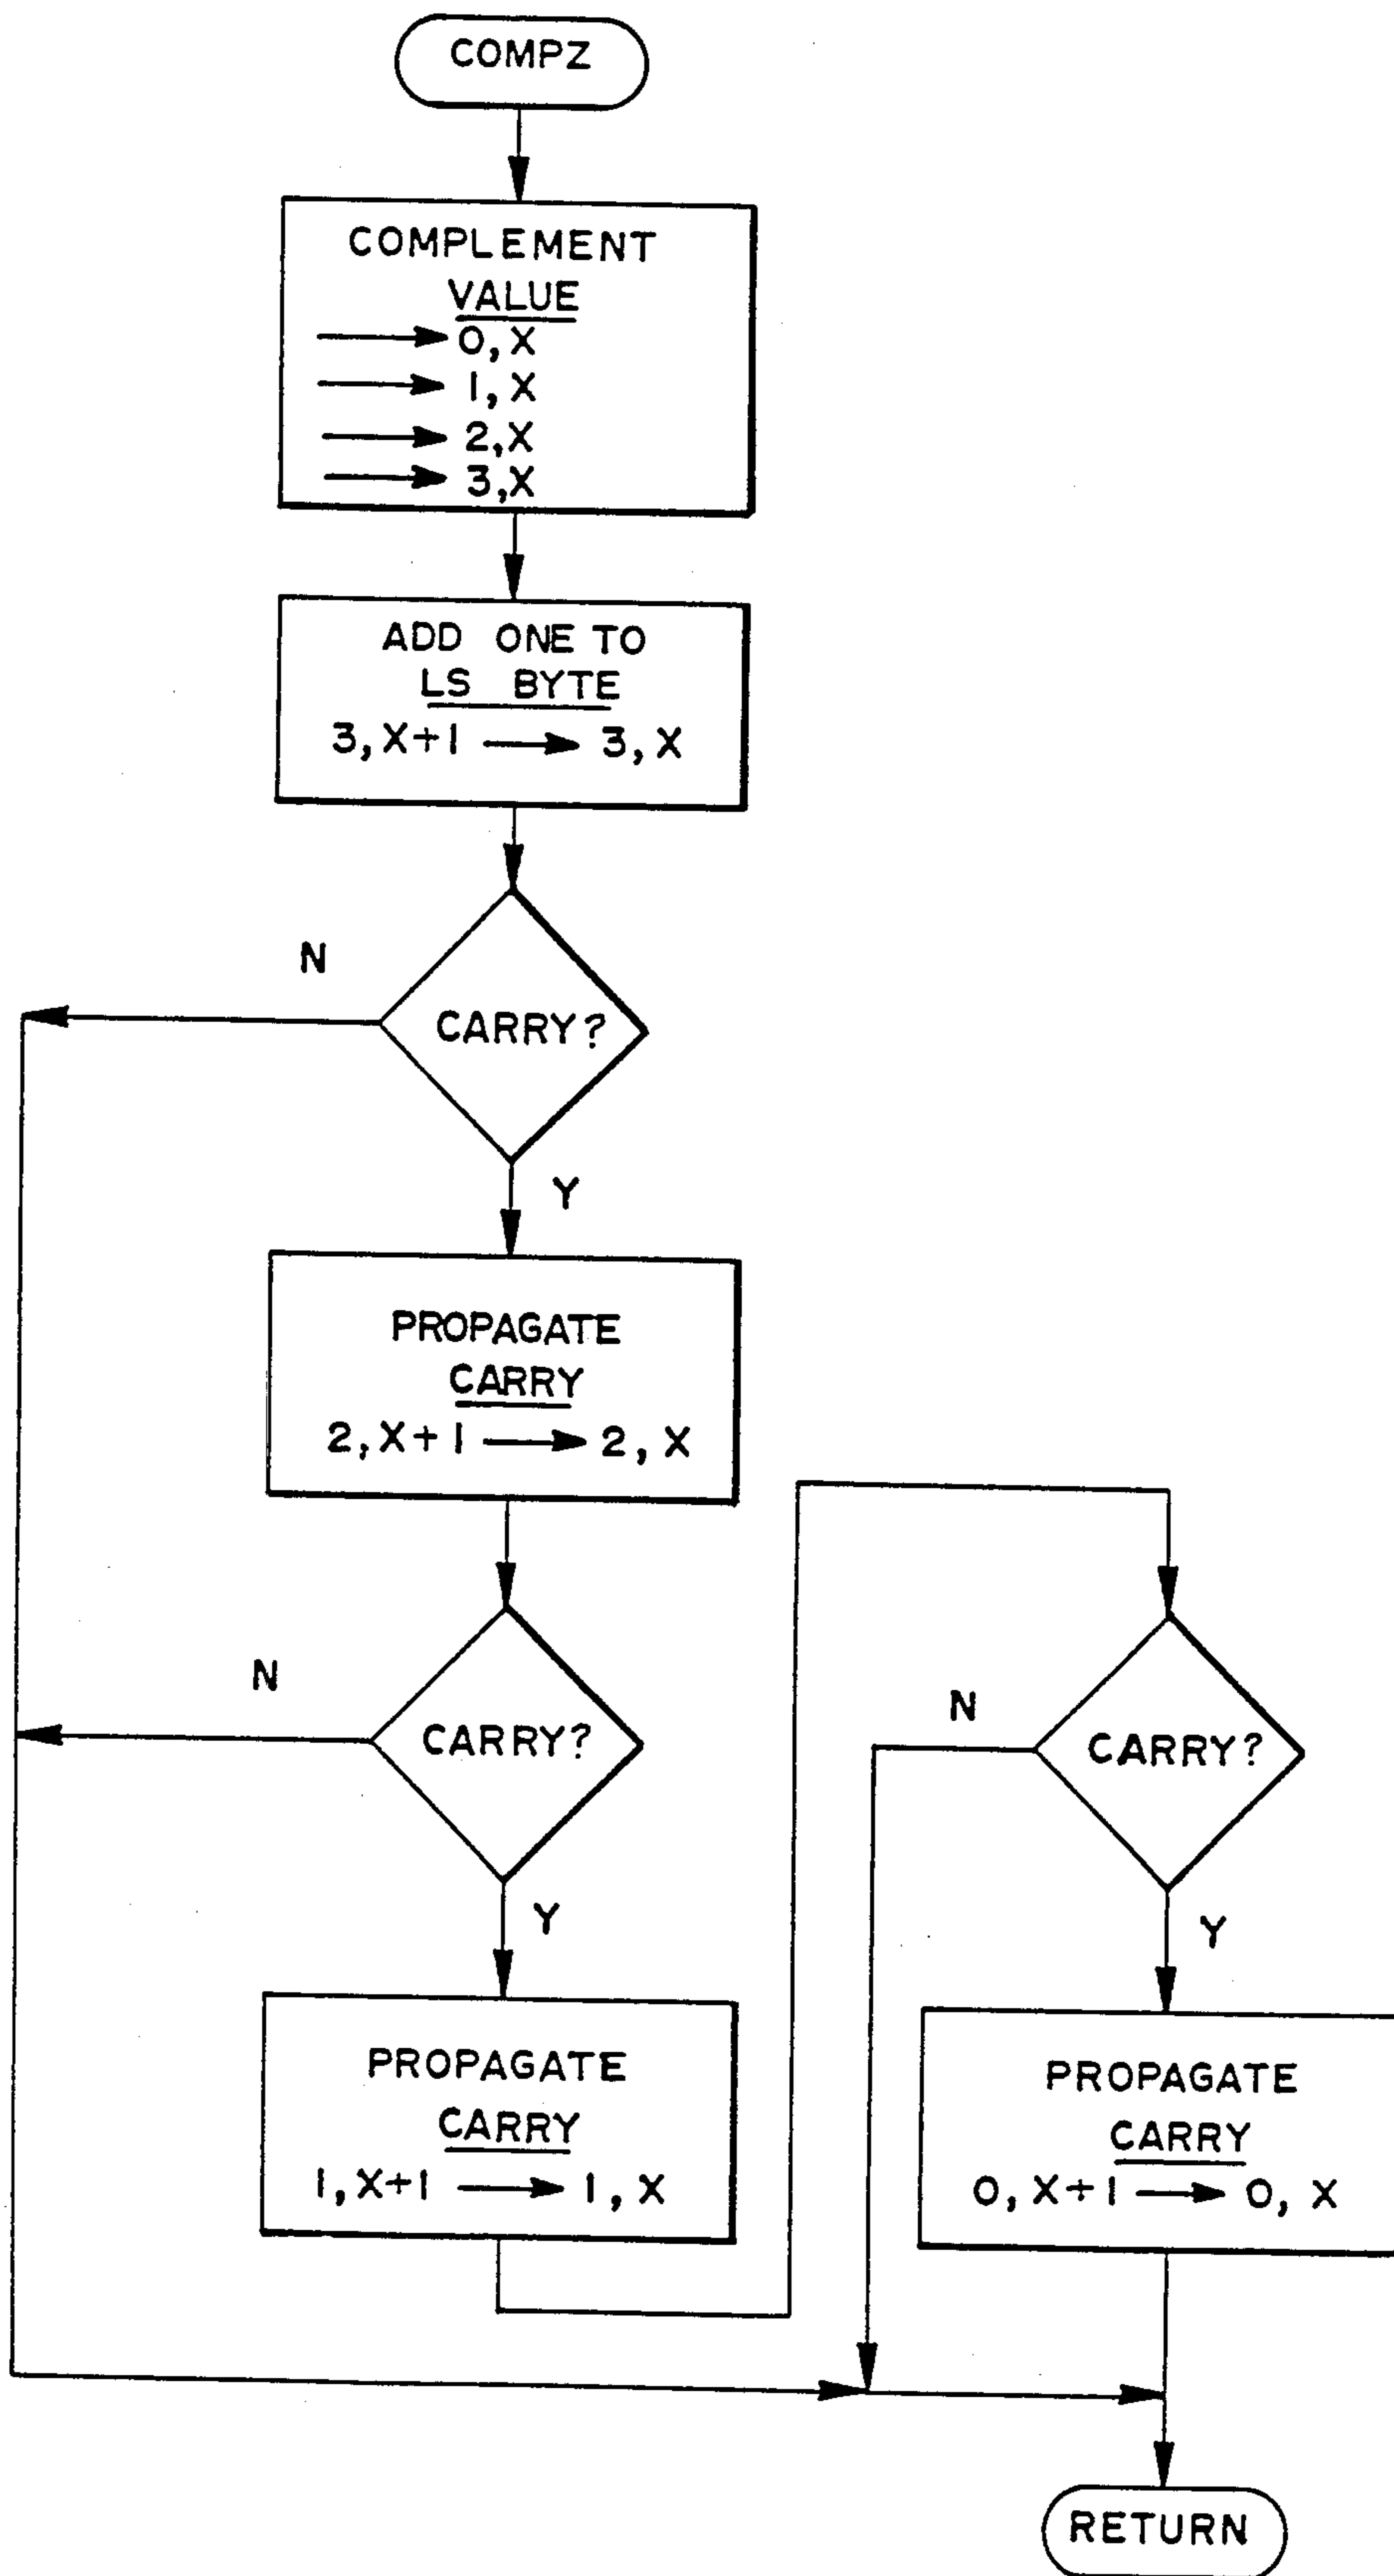 COMPZ
COMPLEMENT
VALUE
0, X
1, X
2, X
3, X
ADD ONE TO
LS BYTE
3, X+1 → 3, X
N
CARRY?
Y
PROPAGATE
CARRY
2, X+1 → 2, X
N
CARRY?
Y
PROPAGATE
CARRY
1, X+1 → 1, X
N
CARRY?
Y
PROPAGATE
CARRY
0, X+1 → 0, X
RETURN